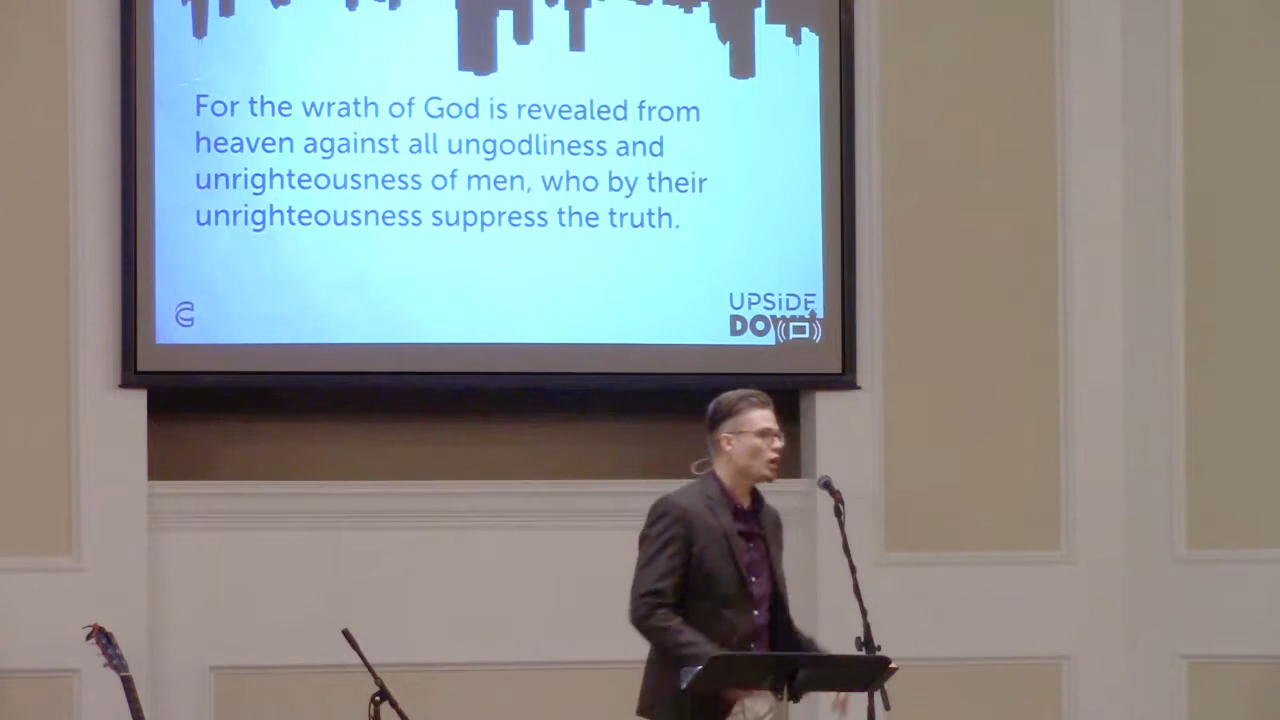 For the wrath of God is revealed from
heaven against all ungodliness and
unrighteousness of men, who by their
unrighteousness suppress the truth.
UPSiDE
DOWN